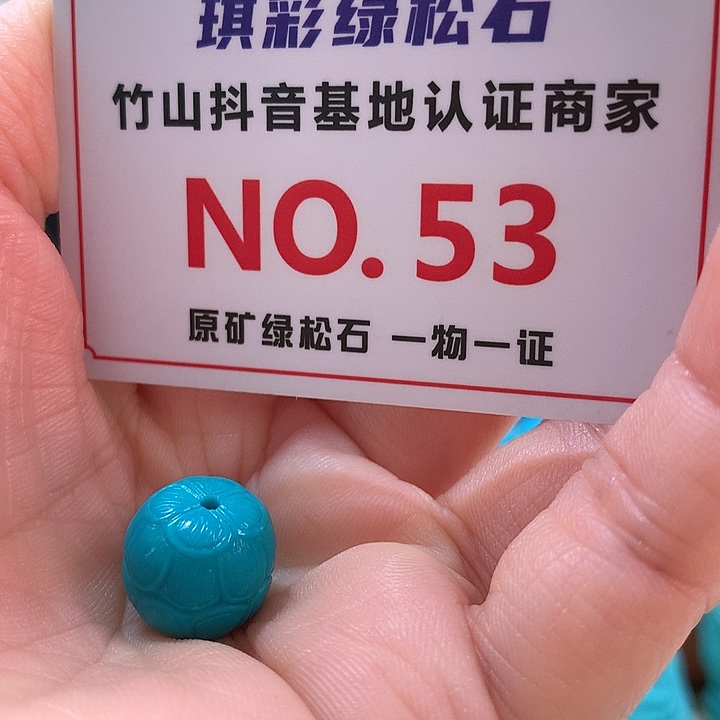 琪彩绿松石
竹山抖音基地认证商家
NO. 53
原矿绿松石 一物一证